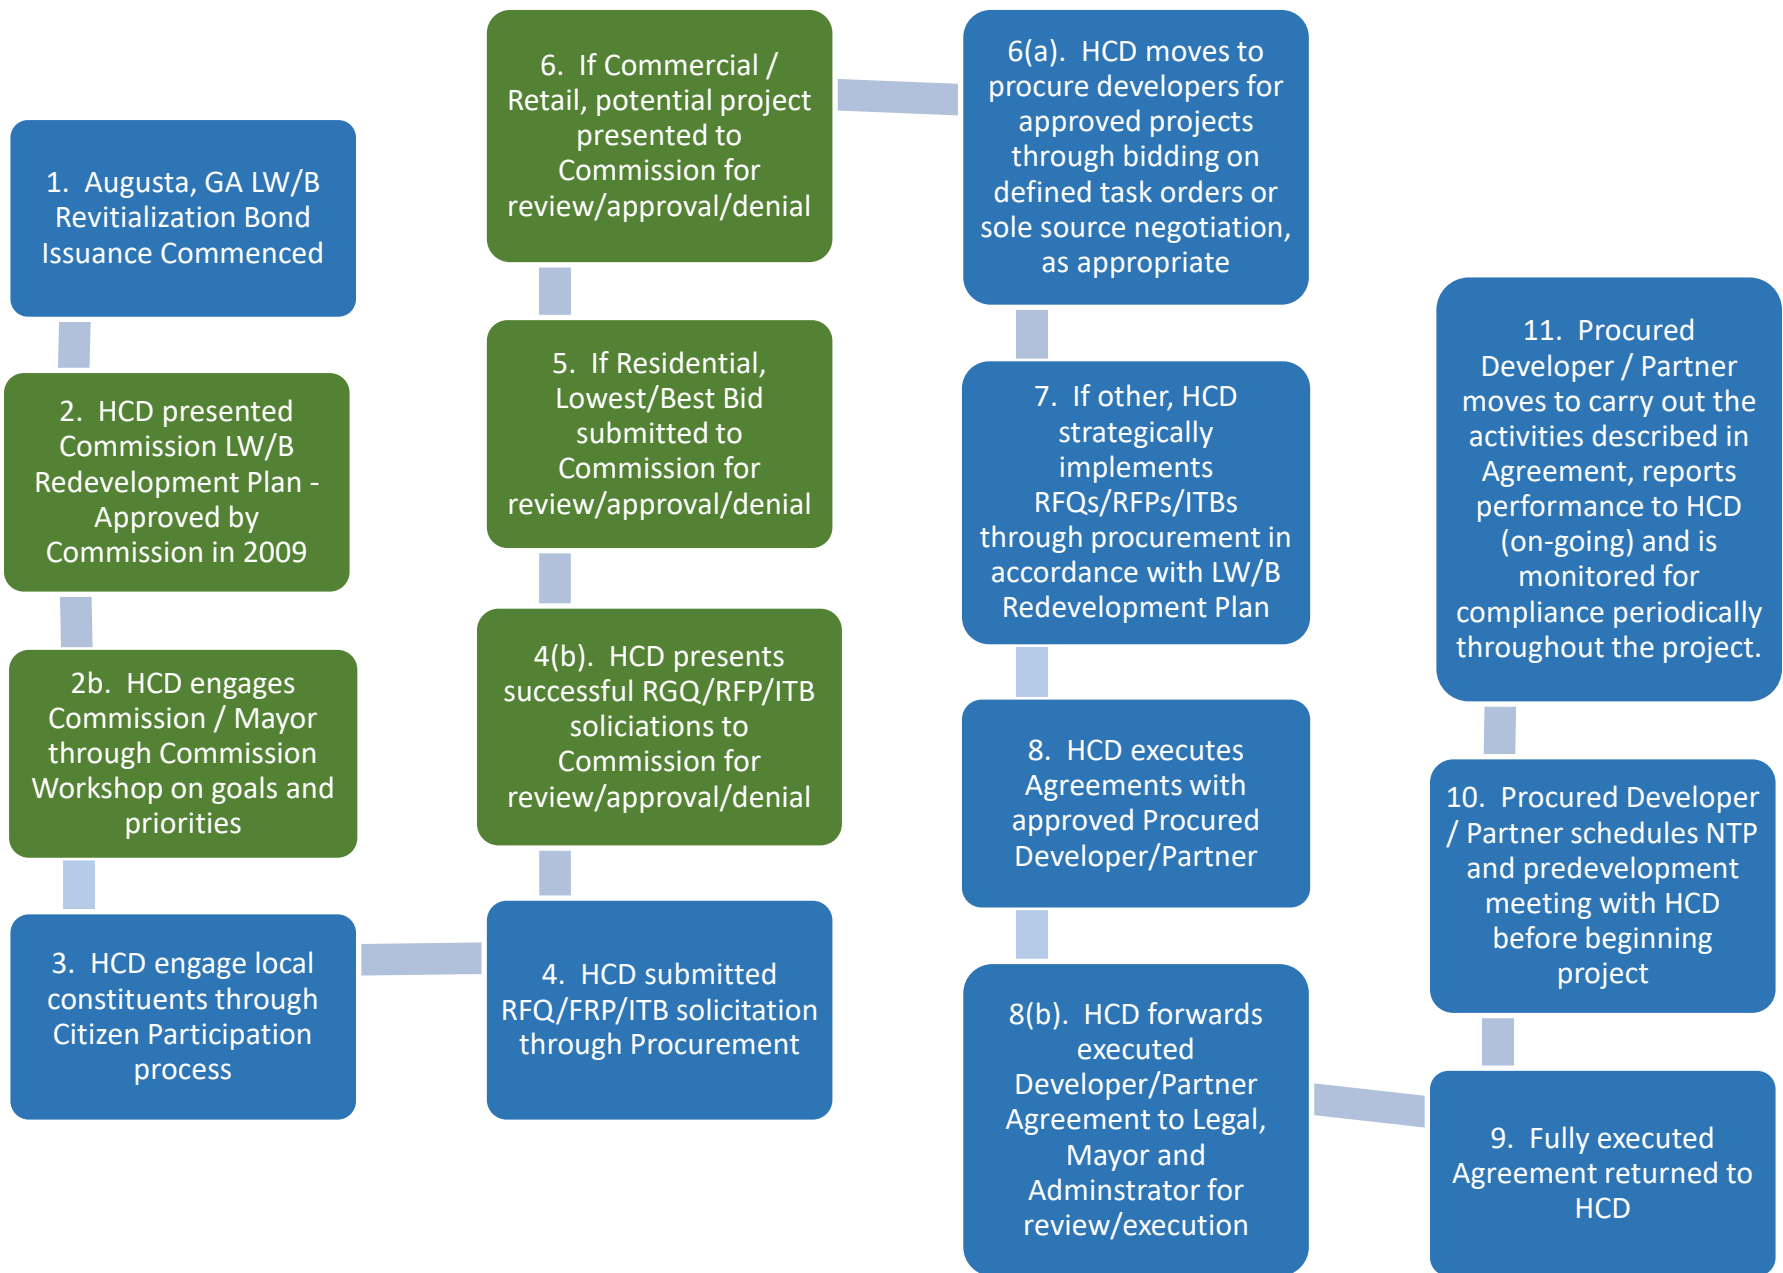 1. Augusta, GA LW/B
Revitialization Bond
Issuance Commenced
2. HCD presented
Commission LW/B
Redevelopment Plan -
Approved by
Commission in 2009
2b. HCD engages
Commission / Mayor
through Commission
Workshop on goals and
priorities
3. HCD engage local
constituents through
Citizen Participation
process
4. HCD submitted
RFQ/FRP/ITB solicitation
through Procurement
4(b). HCD presents
successful RGQ/RFP/ITB
soliciations to
Commission for
review/approval/denial
5. If Residential,
Lowest/Best Bid
submitted to
Commission for
review/approval/denial
6. If Commercial /
Retail, potential project
presented to
Commission for
review/approval/denial
6(a). HCD moves to
procure developers for
approved projects
through bidding on
defined task orders or
sole source negotiation,
as appropriate
7. If other, HCD
strategically
implements
RFQs/RFPs/ITBs
through procurement in
accordance with LW/B
Redevelopment Plan
8. HCD executes
Agreements with
approved Procured
Developer/Partner
8(b). HCD forwards
executed
Developer/Partner
Agreement to Legal,
Mayor and
Adminstrator for
review/execution
9. Fully executed
Agreement returned to
HCD
10. Procured Developer
/ Partner schedules NTP
and predevelopment
meeting with HCD
before beginning
project
11. Procured
Developer / Partner
moves to carry out the
activities described in
Agreement, reports
performance to HCD
(on-going) and is
monitored for
compliance periodically
throughout the project.